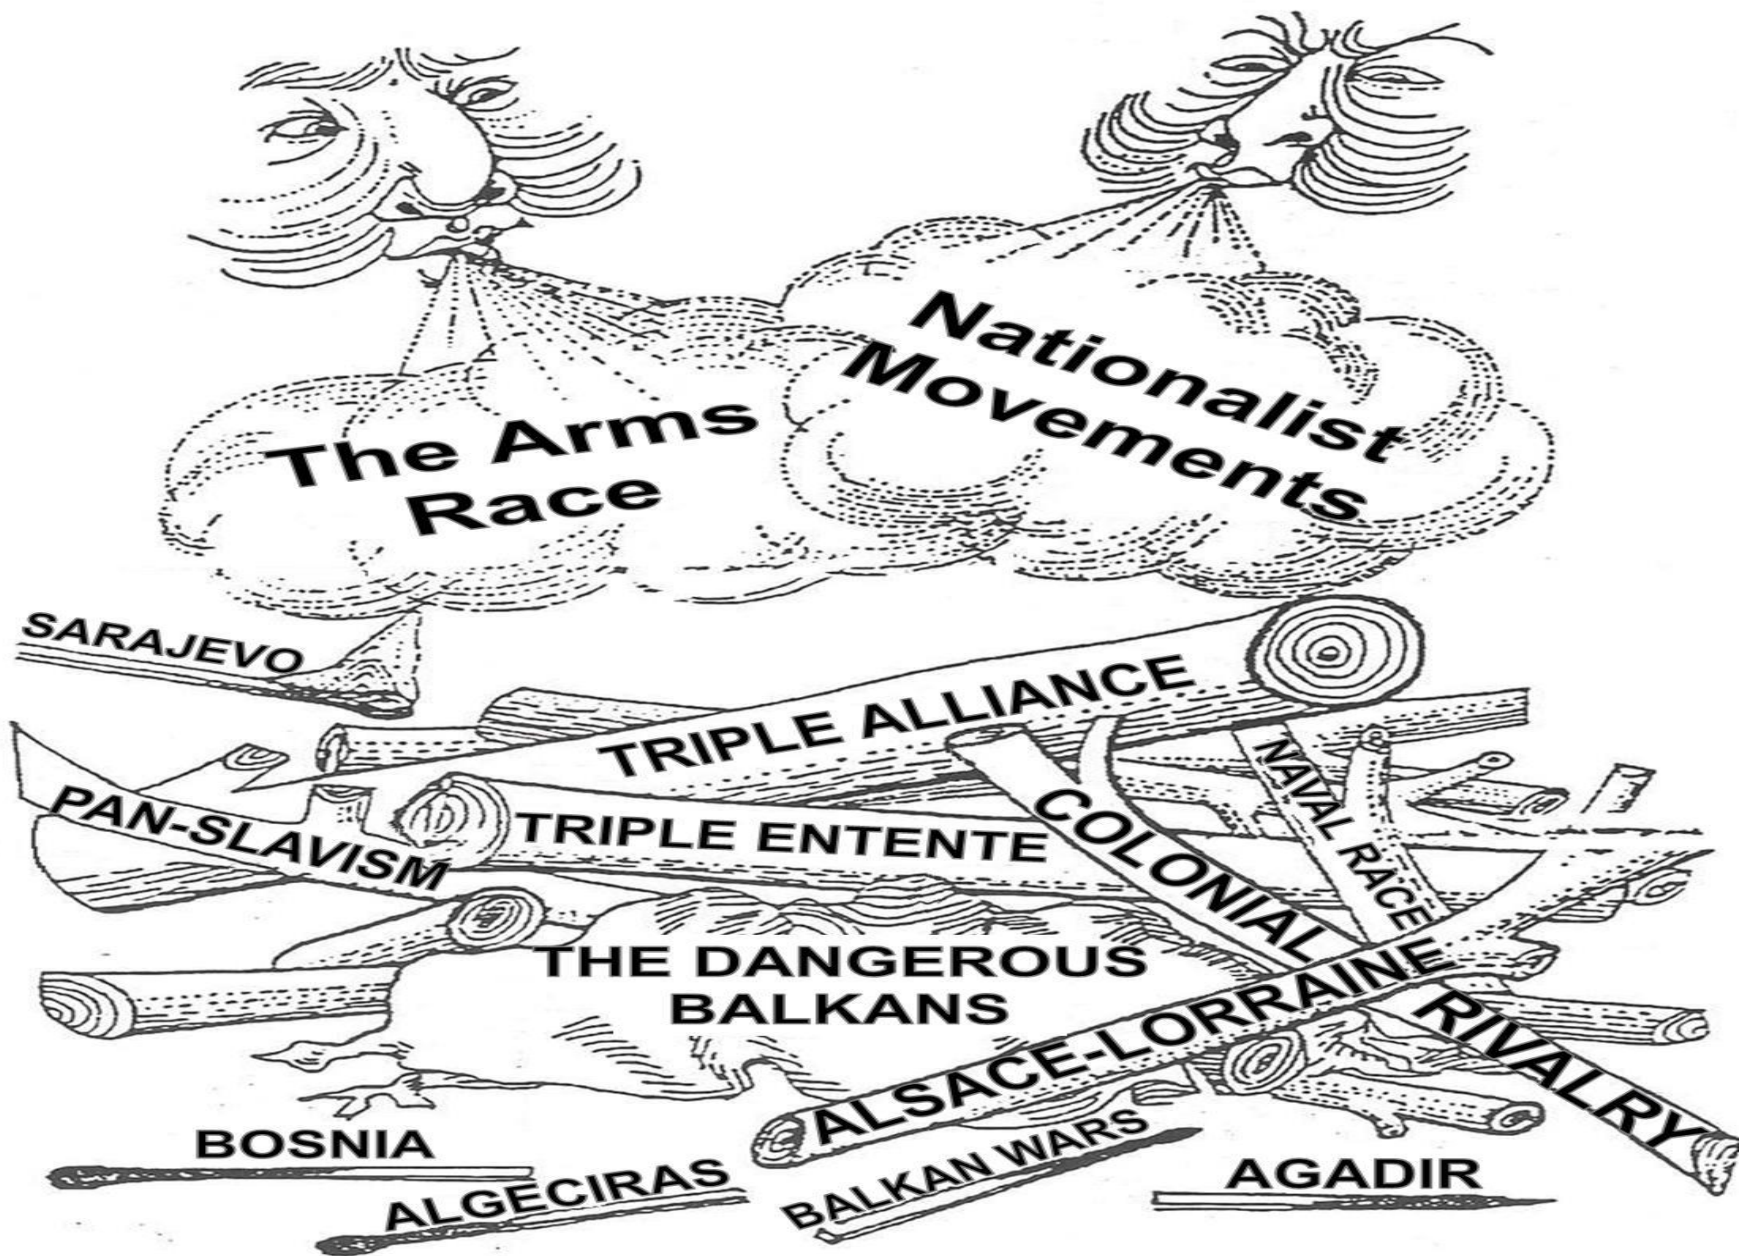 Nationalist
Movements
The Arms
Race
SARAJEVO
TRIPLE ALLIANCE
NAVAL RACE
PAN-SLAVISM
TRIPLE ENTENTE
COLONIAL RIVALRY
THE DANGEROUS
BALKANS
ALSACE-LORRAINE
BOSNIA
ALGECIRAS
BALKAN WARS
AGADIR